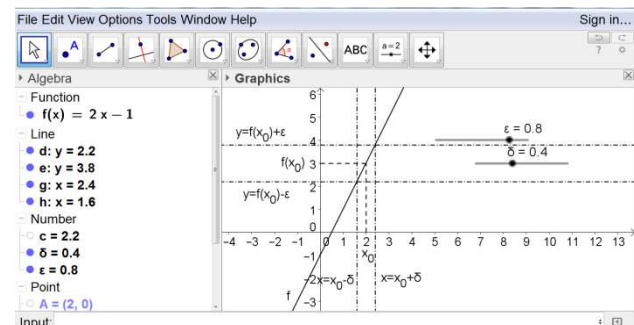 File Edit View Options Tools Window Help
Sign in...
A
ABC
a=2
?
Algebra
Graphics
Function
f(x) = 2 x − 1
Line
d: y = 2.2
e: y = 3.8
g: x = 2.4
h: x = 1.6
Number
c = 2.2
δ = 0.4
ε = 0.8
Point
A = (2, 0)
6
5
y=f(x₀)+ε
4
ε = 0.8
f(x₀) 3
δ = 0.4
2
y=f(x₀)-ε
1
0
-4 -3 -2 -1 0 1 2 3 4 5 6 7 8 9 10 11 12 13
-1
x₀
-2
x=x₀-δ
x=x₀+δ
f
-3
Input: